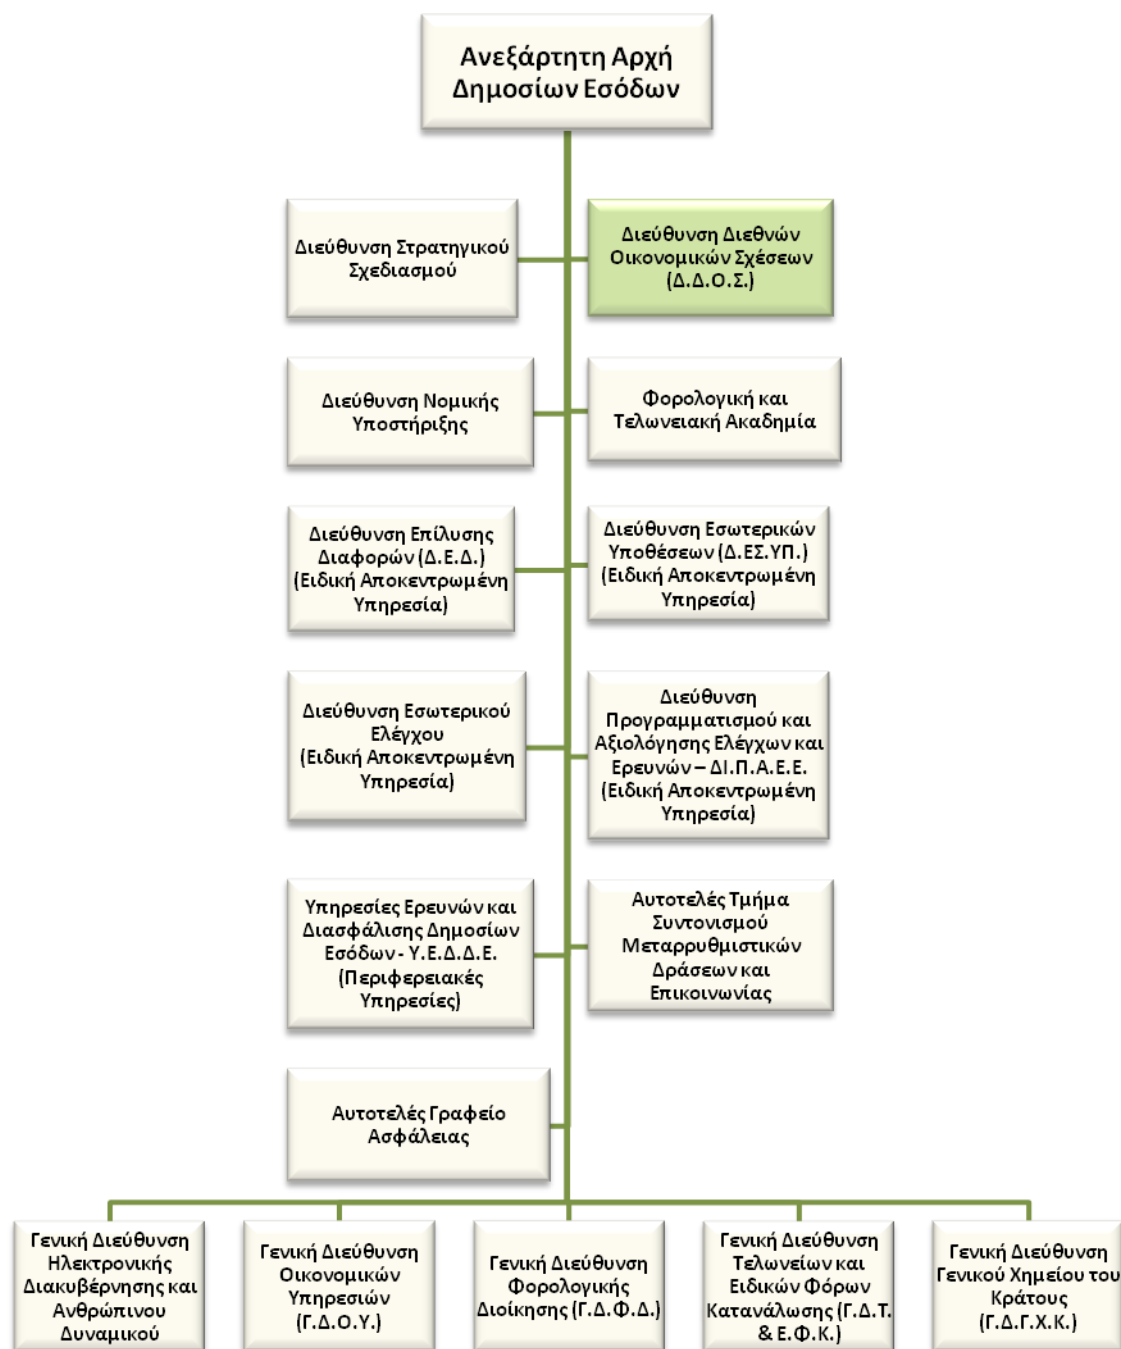 Ανεξάρτητη Αρχή
Δημοσίων Εσόδων
Διεύθυνση Στρατηγικού
Σχεδιασμού
Διεύθυνση Διεθνών
Οικονομικών Σχέσεων
(Δ.Δ.Ο.Σ.)
Διεύθυνση Νομικής
Υποστήριξης
Φορολογική και
Τελωνειακή Ακαδημία
Διεύθυνση Επίλυσης
Διαφορών (Δ.Ε.Δ.)
(Ειδική Αποκεντρωμένη
Υπηρεσία)
Διεύθυνση Εσωτερικών
Υποθέσεων (Δ.ΕΣ.ΥΠ.)
(Ειδική Αποκεντρωμένη
Υπηρεσία)
Διεύθυνση Εσωτερικού
Ελέγχου
(Ειδική Αποκεντρωμένη
Υπηρεσία)
Διεύθυνση
Προγραμματισμού και
Αξιολόγησης Ελέγχων και
Ερευνών – ΔΙ.Π.Α.Ε.Ε.
(Ειδική Αποκεντρωμένη
Υπηρεσία)
Υπηρεσίες Ερευνών και
Διασφάλισης Δημοσίων
Εσόδων - Υ.Ε.Δ.Δ.Ε.
(Περιφερειακές
Υπηρεσίες)
Αυτοτελές Τμήμα
Συντονισμού
Μεταρρυθμιστικών
Δράσεων και
Επικοινωνίας
Αυτοτελές Γραφείο
Ασφάλειας
Γενική Διεύθυνση
Ηλεκτρονικής
Διακυβέρνησης και
Ανθρώπινου
Δυναμικού
Γενική Διεύθυνση
Οικονομικών
Υπηρεσιών
(Γ.Δ.Ο.Υ.)
Γενική Διεύθυνση
Φορολογικής
Διοίκησης (Γ.Δ.Φ.Δ.)
Γενική Διεύθυνση
Τελωνείων και
Ειδικών Φόρων
Κατανάλωσης (Γ.Δ.Τ.
& Ε.Φ.Κ.)
Γενική Διεύθυνση
Γενικού Χημείου του
Κράτους
(Γ.Δ.Γ.Χ.Κ.)